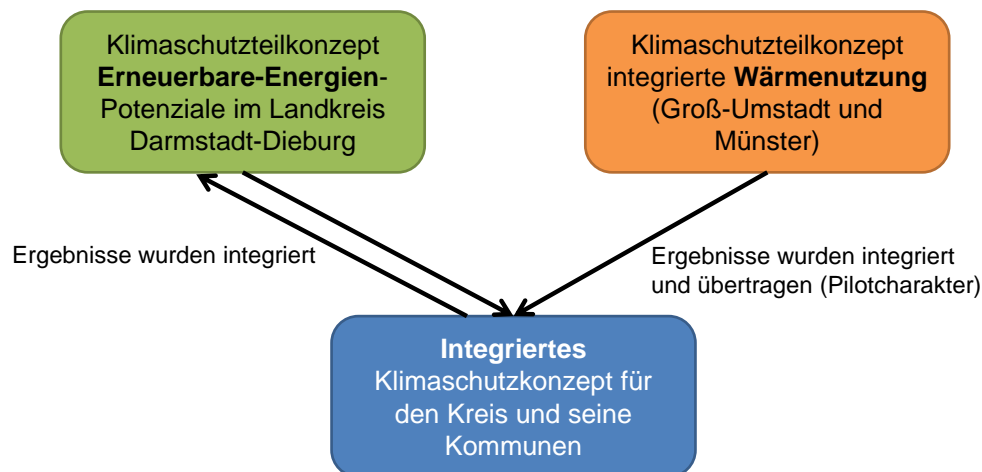 Klimaschutzteilkonzept
Erneuerbare-Energien-
Potenziale im Landkreis
Darmstadt-Dieburg
Klimaschutzteilkonzept
integrierte Wärmenutzung
(Groß-Umstadt und
Münster)
Ergebnisse wurden integriert
Ergebnisse wurden integriert
und übertragen (Pilotcharakter)
Integriertes
Klimaschutzkonzept für
den Kreis und seine
Kommunen